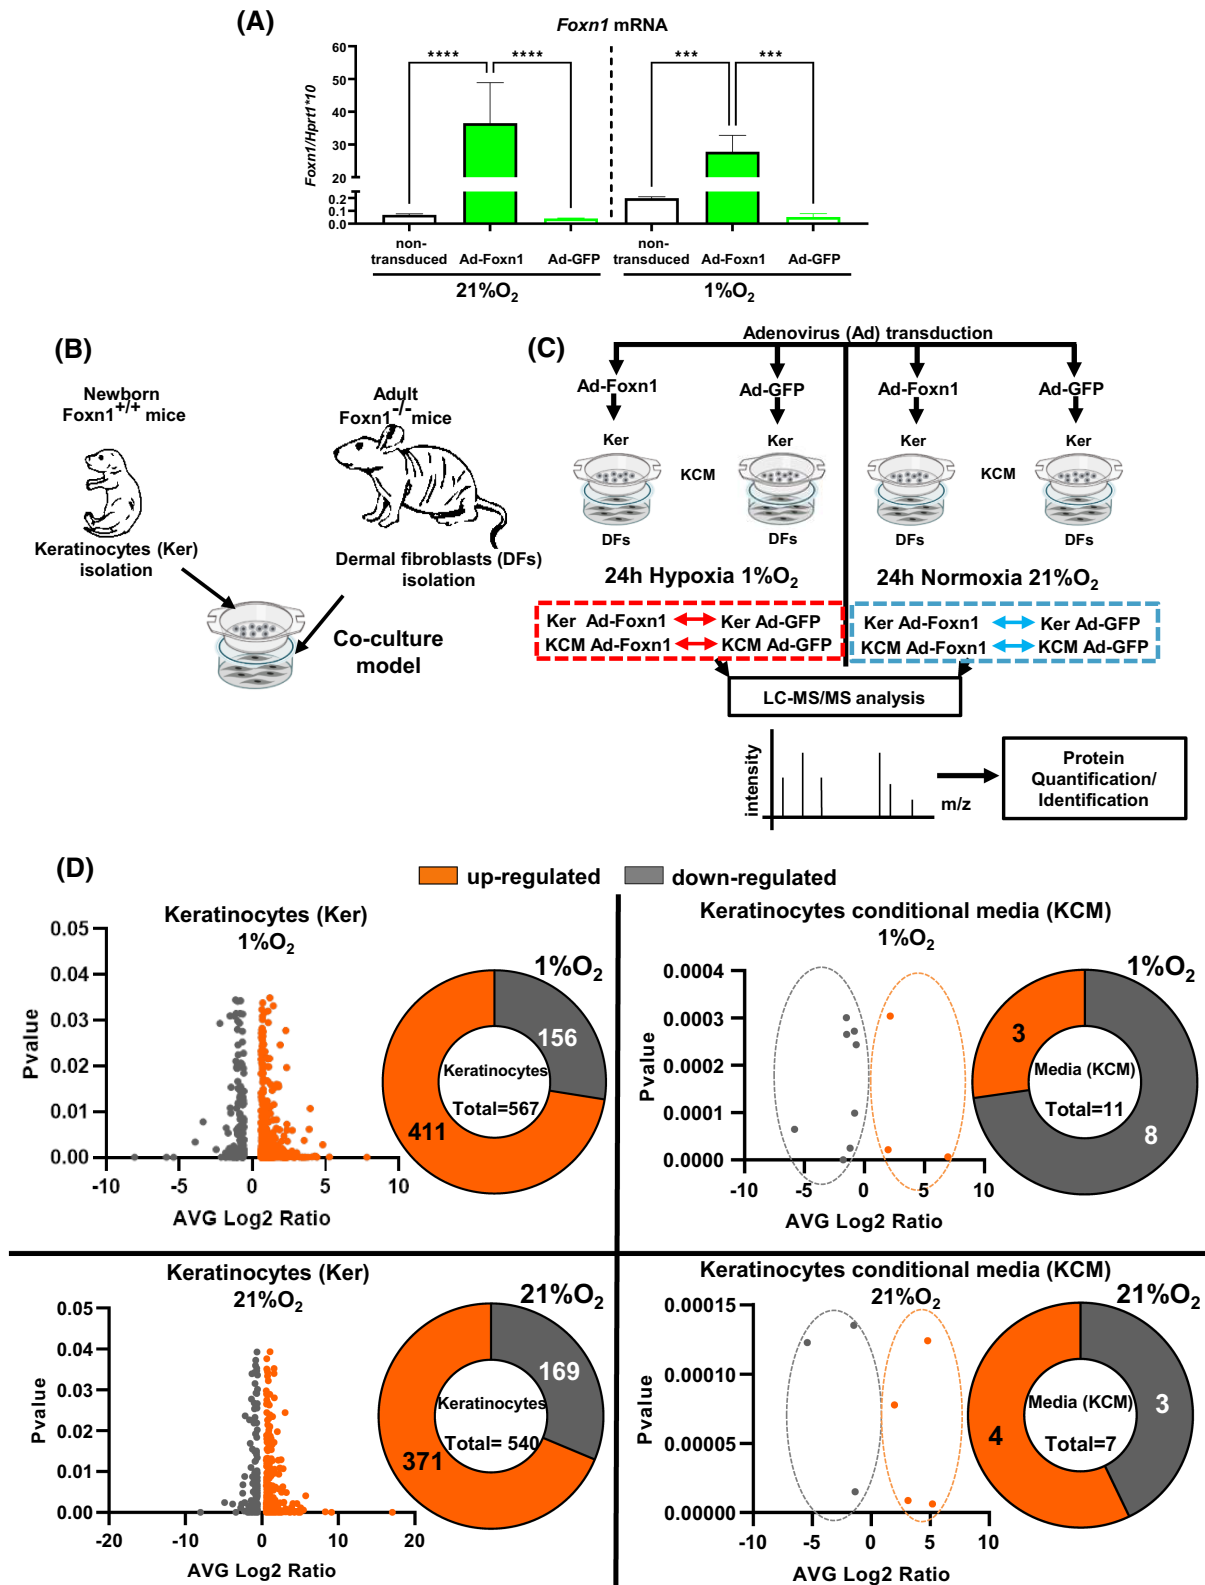 (A)
Foxn1 mRNA
Foxn1/Hprt1*10
60
50
40
30
20
0.2
0.1
0.0
****
****
***
***
non-
transduced
Ad-Foxn1
Ad-GFP
non-
transduced
Ad-Foxn1
Ad-GFP
21%O2
1%O2
(B)
Newborn
Foxn1+/+ mice
Adult
Foxn1-/- mice
Keratinocytes (Ker)
isolation
Dermal fibroblasts (DFs)
isolation
Co-culture
model
(C)
Adenovirus (Ad) transduction
Ad-Foxn1
Ad-GFP
Ad-Foxn1
Ad-GFP
Ker
Ker
Ker
Ker
KCM
KCM
DFs
DFs
DFs
DFs
24h Hypoxia 1%O2
24h Normoxia 21%O2
Ker Ad-Foxn1
Ker Ad-GFP
KCM Ad-Foxn1
KCM Ad-GFP
Ker Ad-Foxn1
Ker Ad-GFP
KCM Ad-Foxn1
KCM Ad-GFP
LC-MS/MS analysis
intensity
m/z
Protein
Quantification/
Identification
(D)
up-regulated
down-regulated
Keratinocytes (Ker)
1%O2
Pvalue
0.05
0.04
0.03
0.02
0.01
0.00
-10
-5
0
5
10
AVG Log2 Ratio
1%O2
156
Keratinocytes
Total=567
411
Keratinocytes conditional media (KCM)
1%O2
Pvalue
0.0004
0.0003
0.0002
0.0001
0.0000
-10
-5
0
5
10
AVG Log2 Ratio
1%O2
3
Media (KCM)
Total=11
8
Keratinocytes (Ker)
21%O2
Pvalue
0.05
0.04
0.03
0.02
0.01
0.00
-20
-10
0
10
20
AVG Log2 Ratio
21%O2
169
Keratinocytes
Total= 540
371
Keratinocytes conditional media (KCM)
21%O2
Pvalue
0.00015
0.00010
0.00005
0.00000
-10
-5
0
5
10
AVG Log2 Ratio
21%O2
3
Media (KCM)
Total=7
4